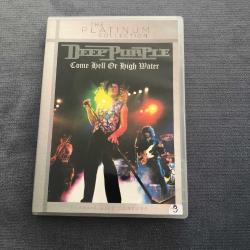 THE
PLATINUM
COLLECTION
DEEP PURPLE
Come Hell Or High Water